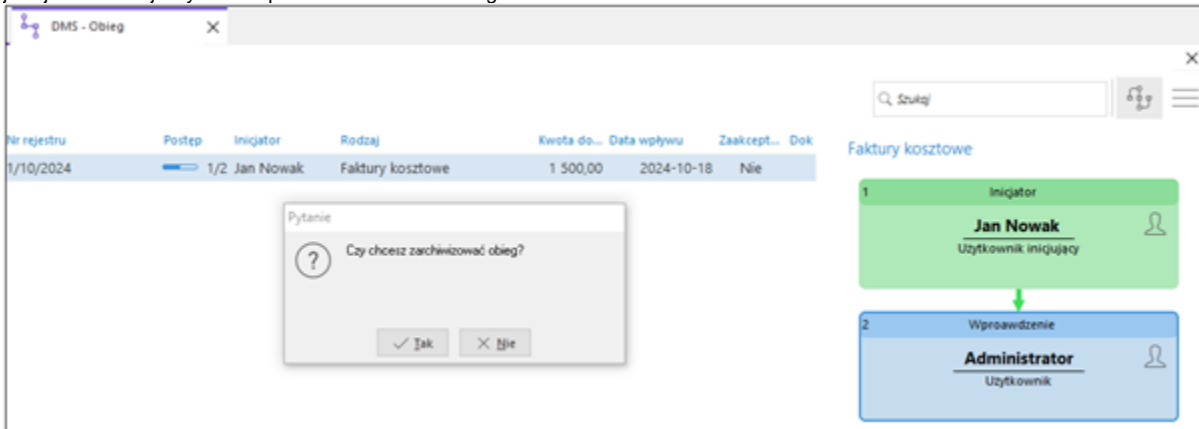 DMS - Obieg
Szukaj
Nr rejestru Postęp Inicjator Rodzaj Kwota do... Data wpływu Zaakcept... Dok
1/10/2024 1/2 Jan Nowak Faktury kosztowe 1 500,00 2024-10-18 Nie
Pytanie
Czy chcesz zarchiwizować obieg?
Tak Nie
Faktury kosztowe
1 Inicjator
Jan Nowak
Użytkownik inicjujący
2 Wproawdzenie
Administrator
Użytkownik